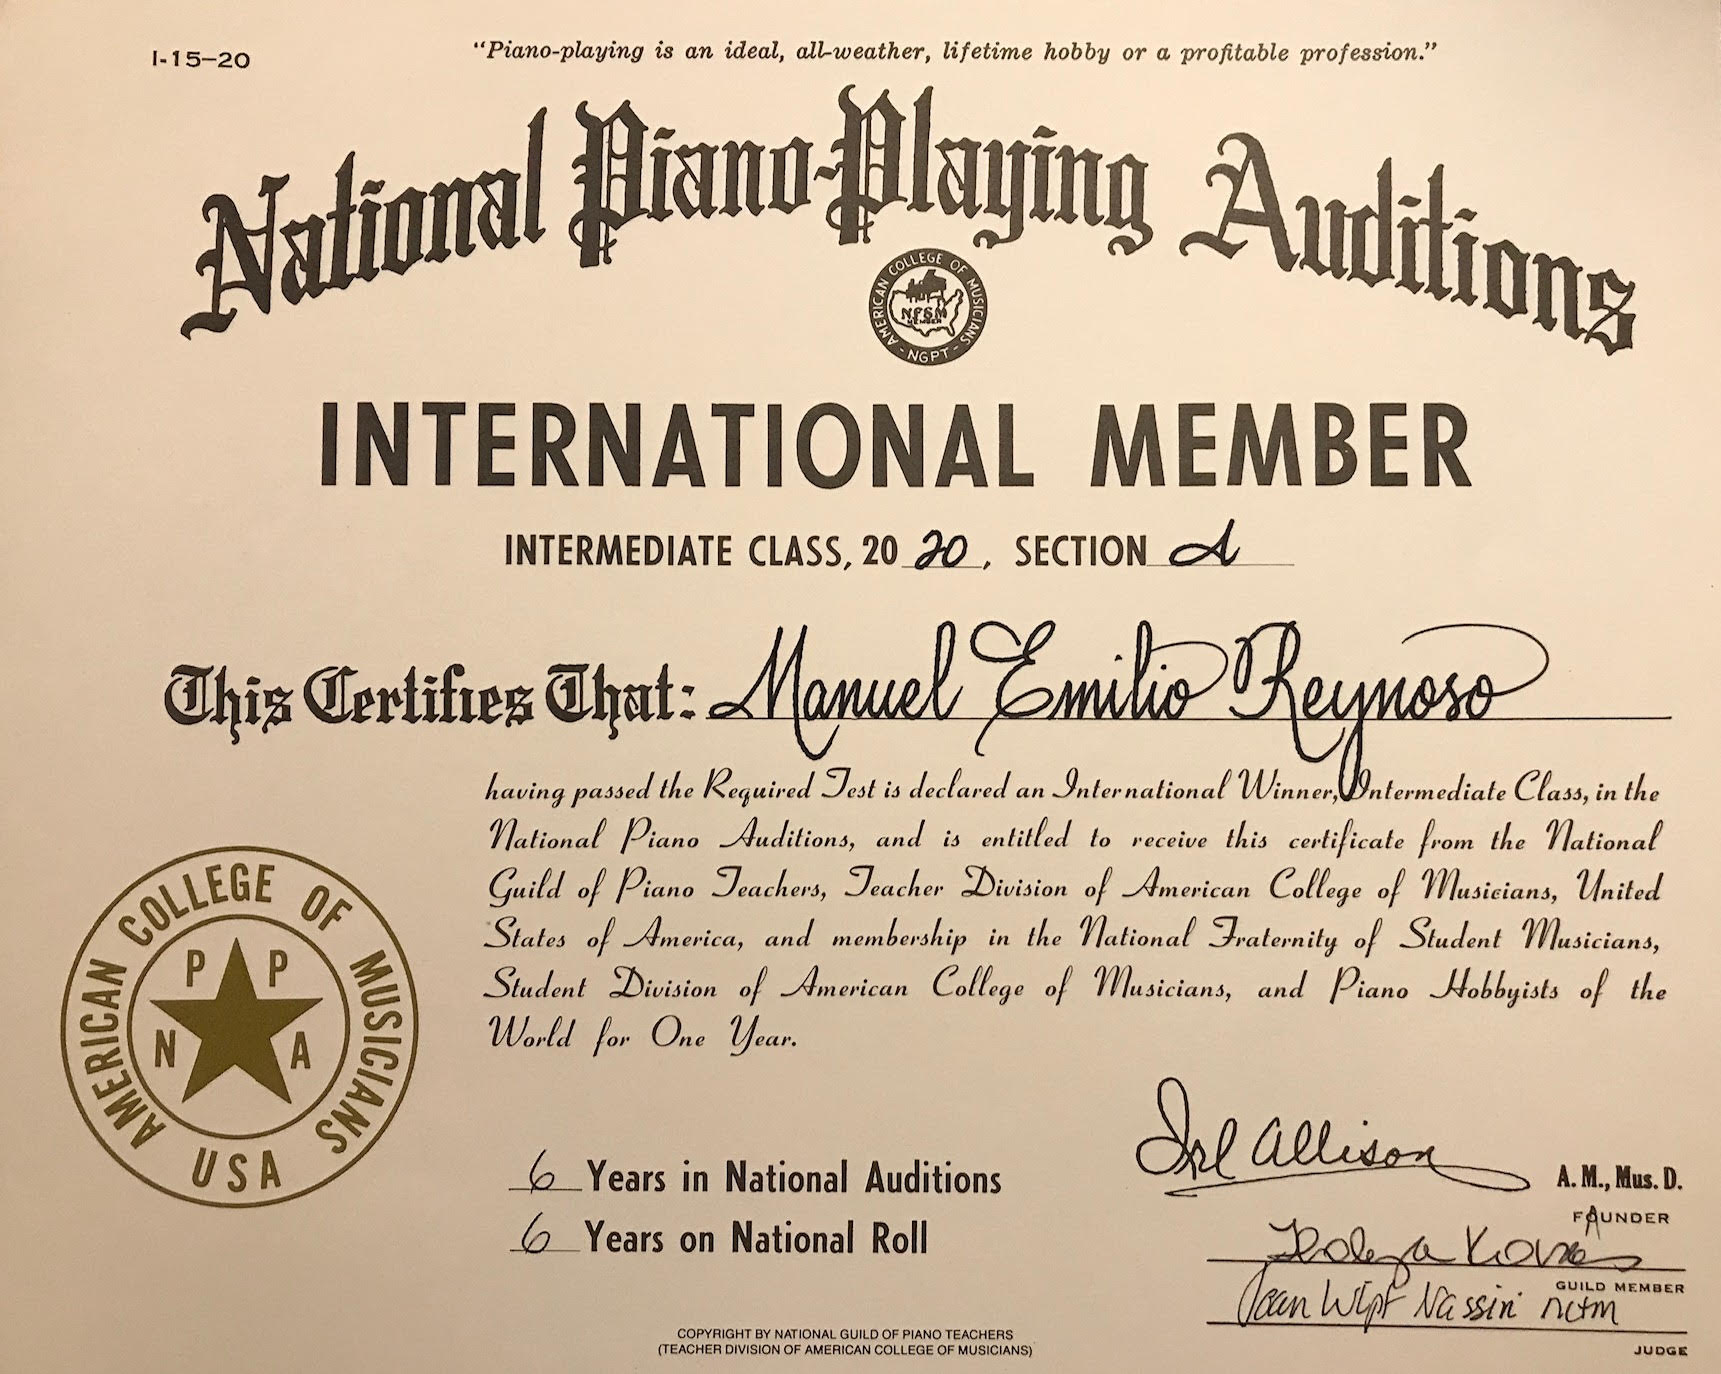 I-15-20
"Piano-playing is an ideal, all-weather, lifetime hobby or a profitable profession."
National Piano-Playing Auditions
AMERICAN COLLEGE OF MUSICIANS
NFSM
MEMBER
- NGPT -
INTERNATIONAL MEMBER
INTERMEDIATE CLASS, 20 20, SECTION A
This Certifies That: Manuel Emilio Reynoso
having passed the Required Test is declared an International Winner, Intermediate Class, in the
National Piano Auditions, and is entitled to receive this certificate from the National
Guild of Piano Teachers, Teacher Division of American College of Musicians, United
States of America, and membership in the National Fraternity of Student Musicians,
Student Division of American College of Musicians, and Piano Hobbyists of the
World for One Year.
AMERICAN COLLEGE OF MUSICIANS
P P
N A
USA
6 Years in National Auditions
6 Years on National Roll
Irl Allison A. M., Mus. D.
FOUNDER
GUILD MEMBER
Joan Wipf Nassiri NCTM
JUDGE
COPYRIGHT BY NATIONAL GUILD OF PIANO TEACHERS
(TEACHER DIVISION OF AMERICAN COLLEGE OF MUSICIANS)